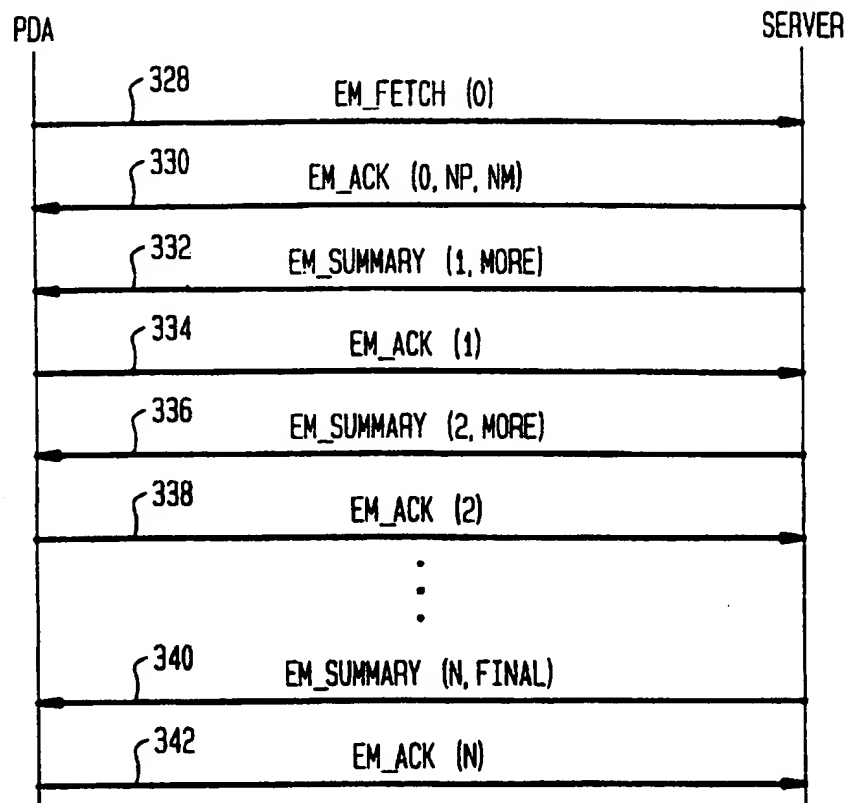 PDA SERVER
328 EM_FETCH (0)
330 EM_ACK (0, NP, NM)
332 EM_SUMMARY (1, MORE)
334 EM_ACK (1)
336 EM_SUMMARY (2, MORE)
338 EM_ACK (2)
340 EM_SUMMARY (N, FINAL)
342 EM_ACK (N)